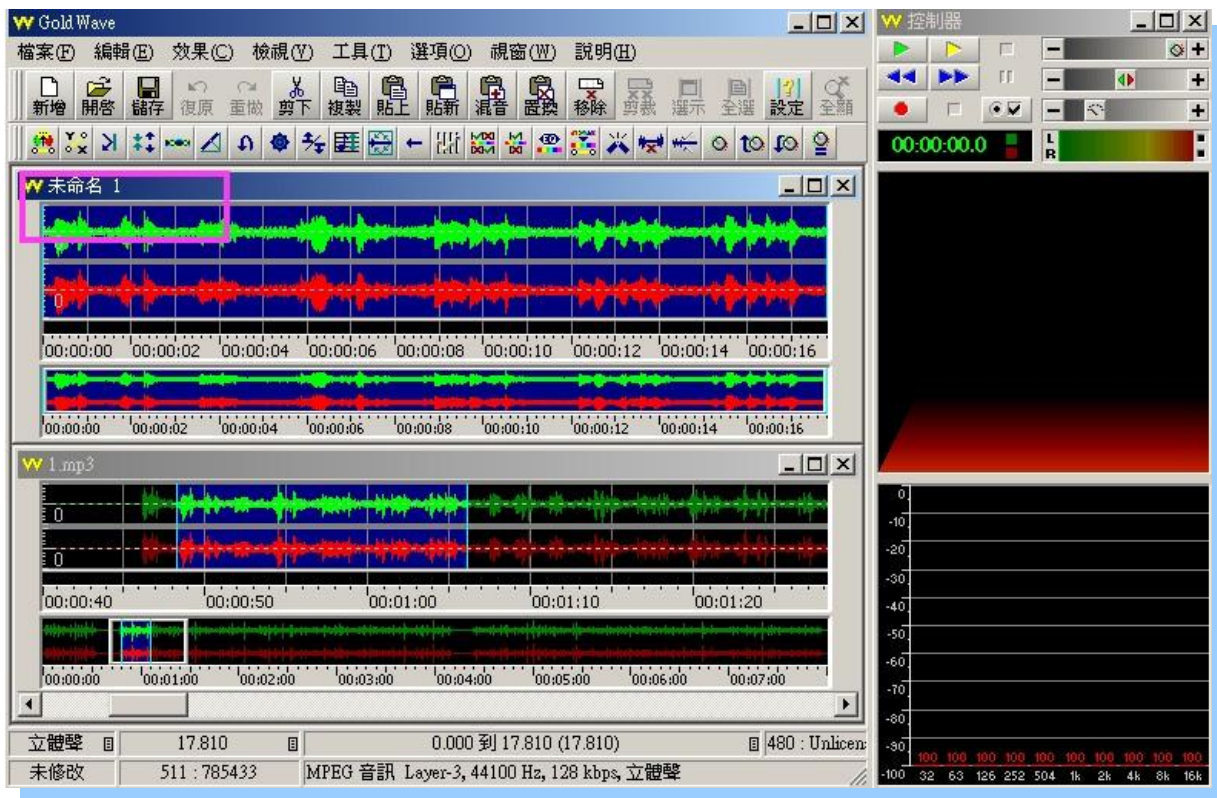 Gold Wave
檔案(F) 編輯(E) 效果(C) 檢視(V) 工具(T) 選項(O) 視窗(W) 說明(H)
新增 開啓 儲存 復原 重做 剪下 複製 貼上 貼新 混音 置換 移除 剪裁 選示 全選 設定 全顯
未命名 1
0
00:00:00 00:00:02 00:00:04 00:00:06 00:00:08 00:00:10 00:00:12 00:00:14 00:00:16
00:00:00 00:00:02 00:00:04 00:00:06 00:00:08 00:00:10 00:00:12 00:00:14 00:00:16
1.mp3
0
0
00:00:40 00:00:50 00:01:00 00:01:10 00:01:20
00:00:00 00:01:00 00:02:00 00:03:00 00:04:00 00:05:00 00:06:00 00:07:00
立體聲 17.810 0.000 到 17.810 (17.810) 480 : Unlicen
未修改 511 : 785433 MPEG 音訊 Layer-3, 44100 Hz, 128 kbps, 立體聲
控制器
00:00:00.0 L
R
0
-10
-20
-30
-40
-50
-60
-70
-80
-90
100 100 100 100 100 100 100 100 100 100
-100 32 63 126 252 504 1k 2k 4k 8k 16k